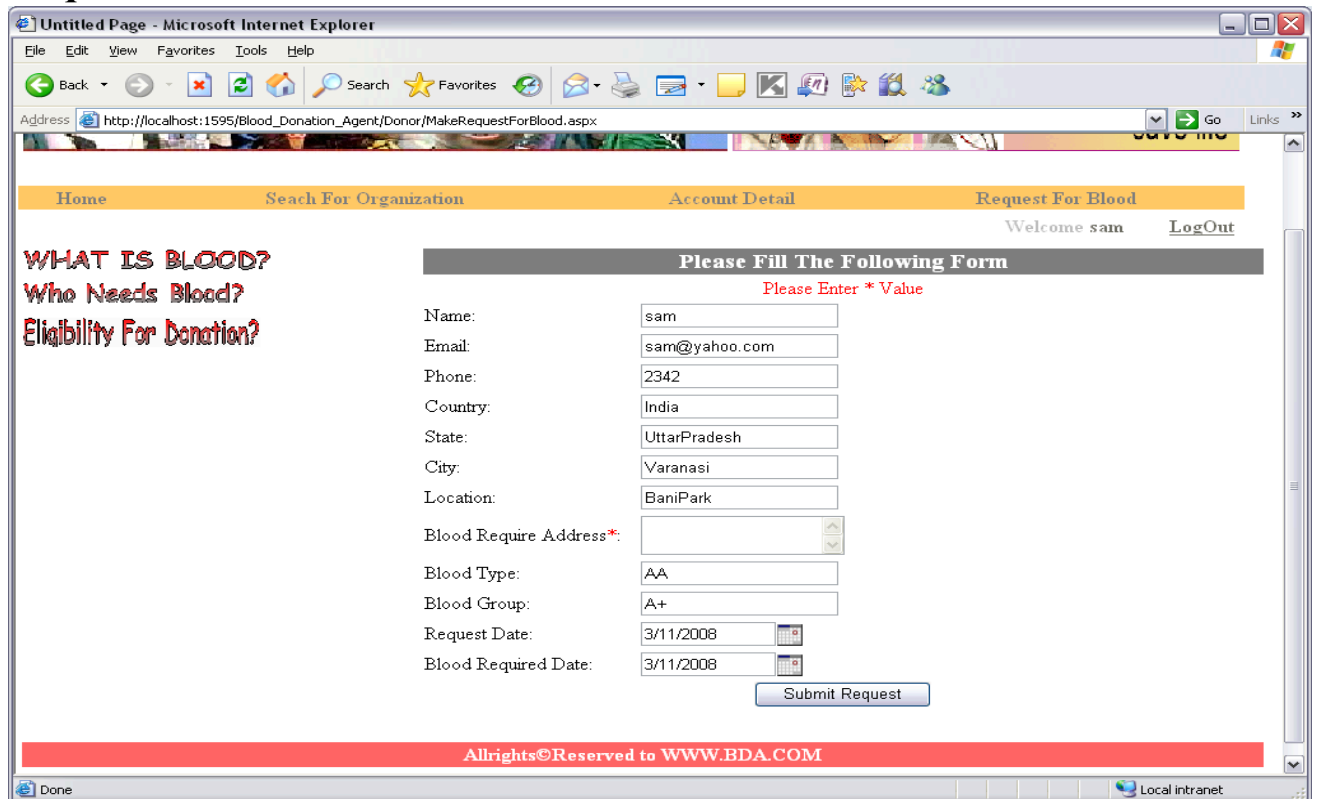 Untitled Page - Microsoft Internet Explorer
File Edit View Favorites Tools Help
Back Search Favorites
Address http://localhost:1595/Blood_Donation_Agent/Donor/MakeRequestForBlood.aspx Go Links »
Home Seach For Organization Account Detail Request For Blood
Welcome sam LogOut
WHAT IS BLOOD?
Who Needs Blood?
Eligibility For Donation?
Please Fill The Following Form
Please Enter * Value
Name: sam
Email: sam@yahoo.com
Phone: 2342
Country: India
State: UttarPradesh
City: Varanasi
Location: BaniPark
Blood Require Address*:
Blood Type: AA
Blood Group: A+
Request Date: 3/11/2008
Blood Required Date: 3/11/2008
Submit Request
Allrights©Reserved to WWW.BDA.COM
Done Local intranet